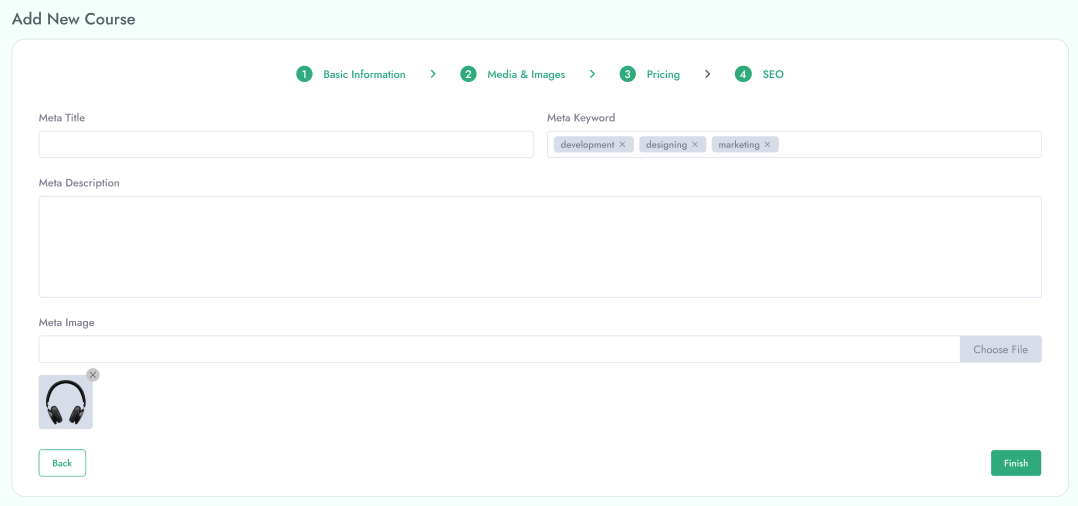 Add New Course
1 Basic Information > 2 Media & Images > 3 Pricing > 4 SEO
Meta Title
Meta Keyword
development × designing × marketing ×
Meta Description
Meta Image
Choose File
Back
Finish